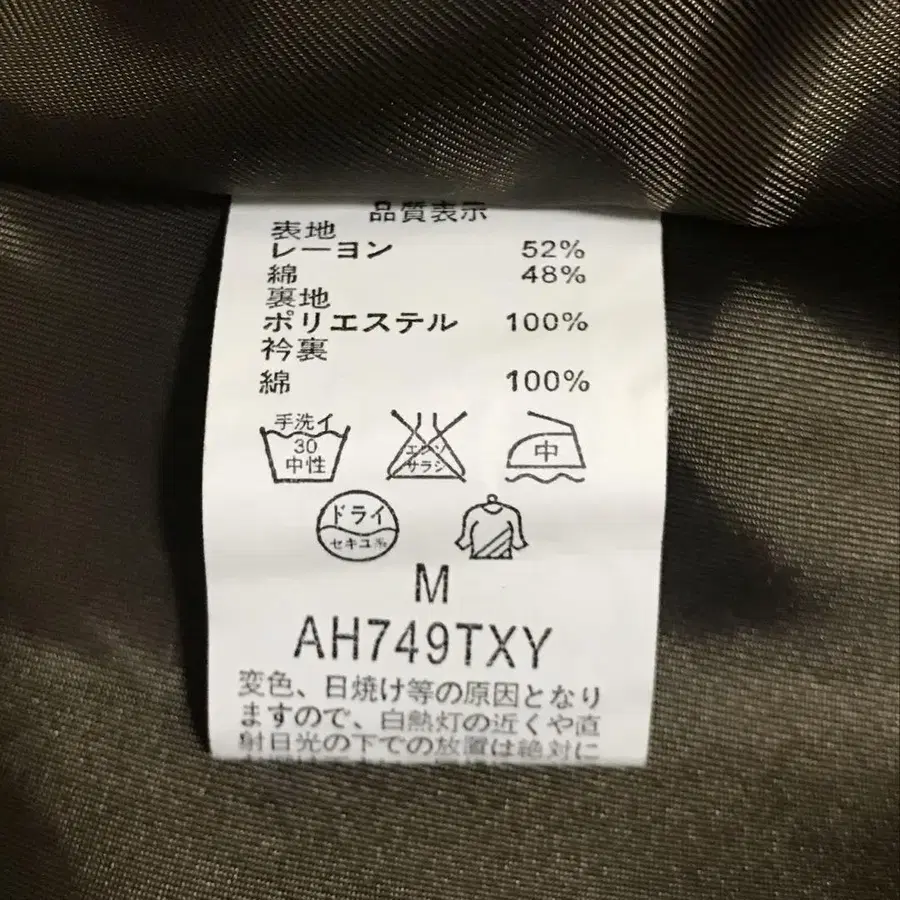 品質表示
表地
レーヨン 52%
綿 48%
裏地
ポリエステル 100%
衿裏
綿 100%
手洗イ
30
中性
エンソ
サラシ
中
ドライ
セキユ系
M
AH749TXY
変色、日焼け等の原因となり
ますので、白熱灯の近くや直
射日光の下での放置は絶対に